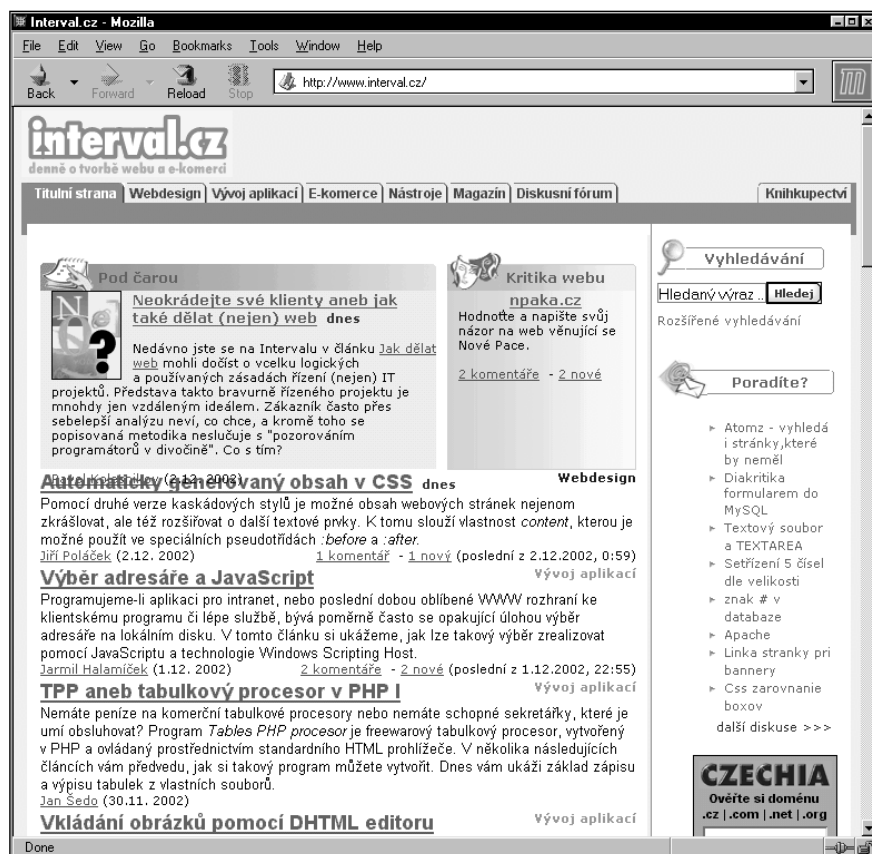 Interval.cz - Mozilla
File Edit View Go Bookmarks Tools Window Help
Back Forward Reload Stop http://www.interval.cz/
interval.cz
denně o tvorbě webu a e-komerci
Titulní strana Webdesign Vývoj aplikací E-komerce Nástroje Magazín Diskusní fórum Knihkupectví
Pod čarou
Neokrádejte své klienty aneb jak
také dělat (nejen) web dnes
Nedávno jste se na Intervalu v článku Jak dělat
web mohli dočíst o vcelku logických
a používaných zásadách řízení (nejen) IT
projektů. Představa takto bravurně řízeného projektu je
mnohdy jen vzdáleným ideálem. Zákazník často přes
sebelepší analýzu neví, co chce, a kromě toho se
popisovaná metodika neslučuje s "pozorováním
programátorů v divočině". Co s tím?
(2.12. 2002)
Kritika webu
npaka.cz
Hodnoťte a napište svůj
názor na web věnující se
Nové Pace.
2 komentáře - 2 nové
Automaticky generovaný obsah v CSS dnes Webdesign
Pomocí druhé verze kaskádových stylů je možné obsah webových stránek nejenom
zkrášlovat, ale též rozšiřovat o další textové prvky. K tomu slouží vlastnost content, kterou je
možné použít ve speciálních pseudotřídách :before a :after.
Jiří Poláček (2.12. 2002) 1 komentář - 1 nový (poslední z 2.12.2002, 0:59)
Výběr adresáře a JavaScript Vývoj aplikací
Programujeme-li aplikaci pro intranet, nebo poslední dobou oblíbené WWW rozhraní ke
klientskému programu či lépe službě, bývá poměrně často se opakující úlohou výběr
adresáře na lokálním disku. V tomto článku si ukážeme, jak lze takový výběr zrealizovat
pomocí JavaScriptu a technologie Windows Scripting Host.
Jarmil Halamíček (1.12. 2002) 2 komentáře - 2 nové (poslední z 1.12.2002, 22:55)
TPP aneb tabulkový procesor v PHP I Vývoj aplikací
Nemáte peníze na komerční tabulkové procesory nebo nemáte schopné sekretářky, které je
umí obsluhovat? Program Tables PHP procesor je freewarový tabulkový procesor, vytvořený
v PHP a ovládaný prostřednictvím standardního HTML prohlížeče. V několika následujících
článcích vám předvedu, jak si takový program můžete vytvořit. Dnes vám ukáži základ zápisu
a výpisu tabulek z vlastních souborů.
Jan Šedo (30.11. 2002)
Vkládání obrázků pomocí DHTML editoru Vývoj aplikací
Vyhledávání
Hledaný výraz .. Hledej
Rozšířené vyhledávání
Poradíte?
Atomz - vyhledá
i stránky,které
by neměl
Diakritika
formularem do
MySQL
Textový soubor
a TEXTAREA
Setřízení 5 čísel
dle velikosti
znak # v
databaze
Apache
Linka stranky pri
bannery
Css zarovnanie
boxov
další diskuse >>>
CZECHIA
Ověřte si doménu
.cz | .com | .net | .org
Done